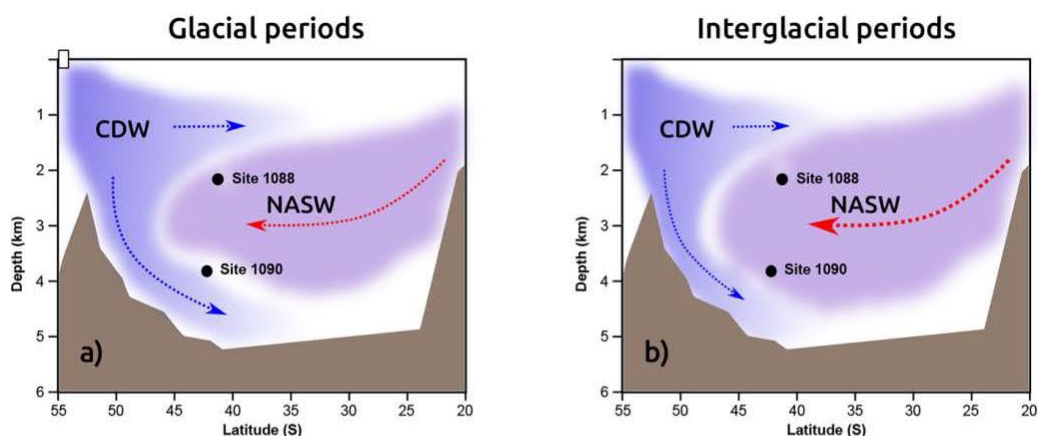 Glacial periods
CDW
Site 1088
NASW
Site 1090
a)
Depth (km)
1
2
3
4
5
6
55 50 45 40 35 30 25 20
Latitude (S)
Interglacial periods
CDW
Site 1088
NASW
Site 1090
b)
Depth (km)
1
2
3
4
5
6
55 50 45 40 35 30 25 20
Latitude (S)